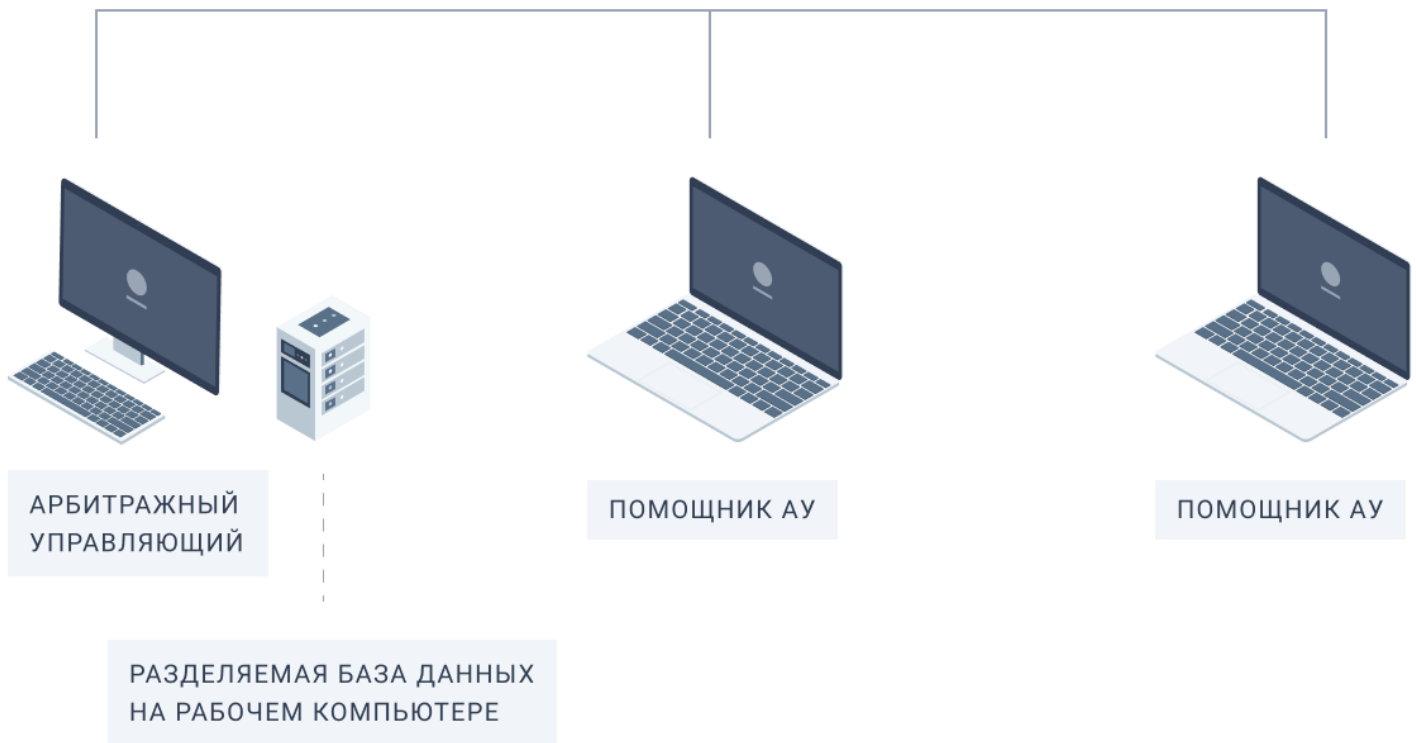 АРБИТРАЖНЫЙ
УПРАВЛЯЮЩИЙ
ПОМОЩНИК АУ
ПОМОЩНИК АУ
РАЗДЕЛЯЕМАЯ БАЗА ДАННЫХ
НА РАБОЧЕМ КОМПЬЮТЕРЕ